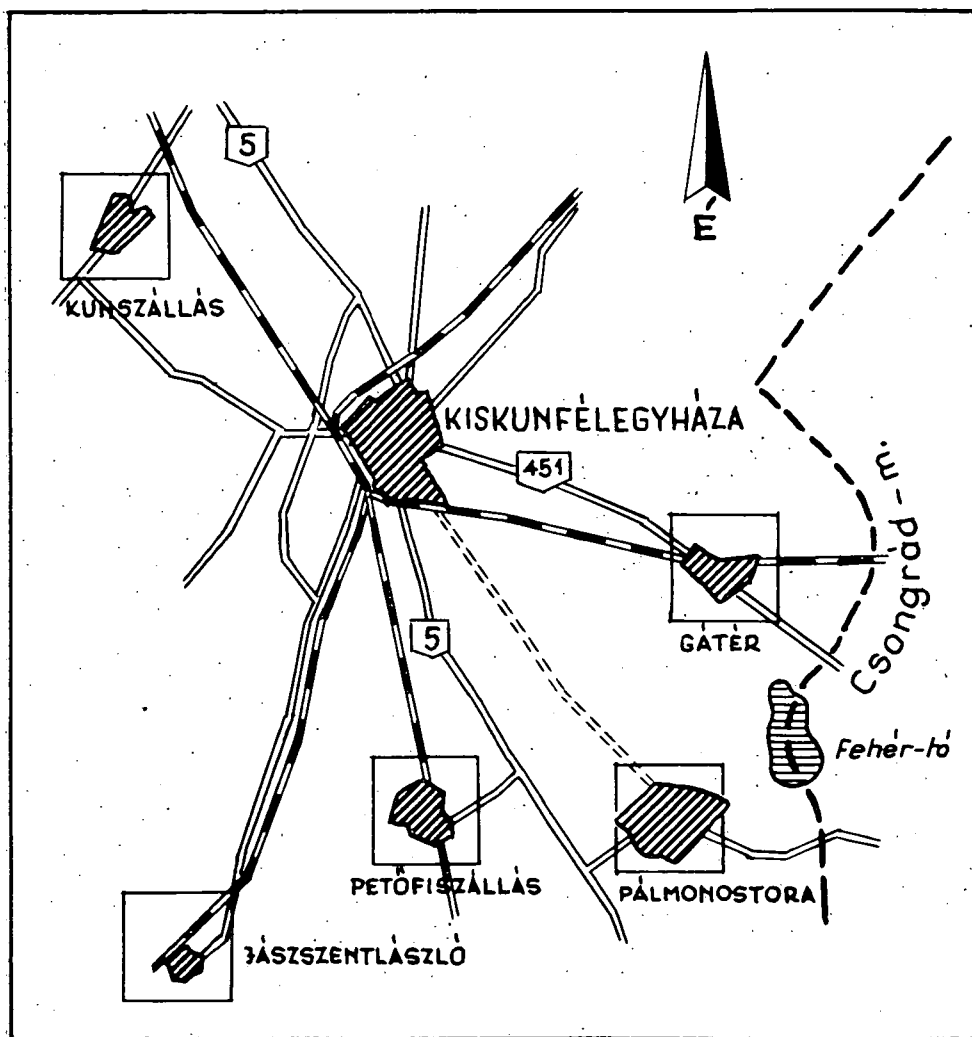 5
É
KUNSZÁLLÁS
KISKUNFÉLEGYHÁZA
451
Csongrád-m.
GÁTÉR
5
Fehér-tó
PETŐFISZÁLLÁS
PÁLMONOSTORA
JÁSZSZENTLÁSZLÓ